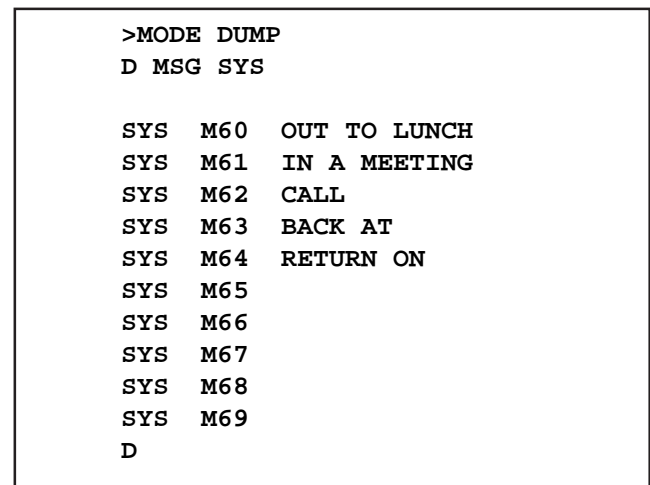 >MODE DUMP
D MSG SYS
SYS M60 OUT TO LUNCH
SYS M61 IN A MEETING
SYS M62 CALL
SYS M63 BACK AT
SYS M64 RETURN ON
SYS M65
SYS M66
SYS M67
SYS M68
SYS M69
D